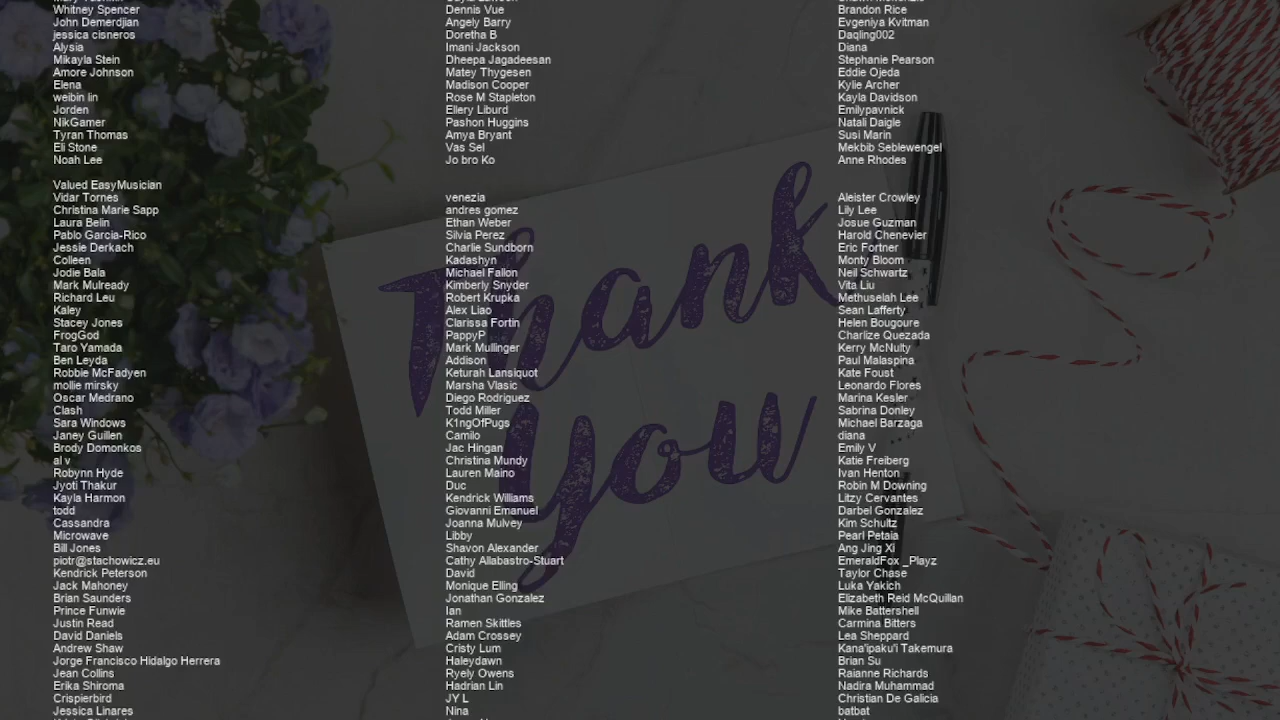 Whitney Spencer
John Demerdjian
jessica cisneros
Alysia
Mikayla Stein
Amore Johnson
Elena
weibin lin
Jorden
NikGamer
Tyran Thomas
Eli Stone
Noah Lee
Dennis Vue
Angely Barry
Doretha B
Imani Jackson
Dheepa Jagadeesan
Matey Thygesen
Madison Cooper
Rose M Stapleton
Ellery Liburd
Pashon Huggins
Amya Bryant
Vas Sel
Jo bro Ko
Brandon Rice
Evgeniya Kvitman
Daqling002
Diana
Stephanie Pearson
Eddie Ojeda
Kylie Archer
Kayla Davidson
Emilypavnick
Natali Daigle
Susi Marin
Mekbib Seblewengel
Anne Rhodes
Valued EasyMusician
Vidar Tornes
Christina Marie Sapp
Laura Belin
Pablo Garcia-Rico
Jessie Derkach
Colleen
Jodie Bala
Mark Mulready
Richard Leu
Kaley
Stacey Jones
FrogGod
Taro Yamada
Ben Leyda
Robbie McFadyen
mollie mirsky
Oscar Medrano
Clash
Sara Windows
Janey Guillen
Brody Domonkos
al v
Robynn Hyde
Jyoti Thakur
Kayla Harmon
todd
Cassandra
Microwave
Bill Jones
piotr@stachowicz.eu
Kendrick Peterson
Jack Mahoney
Brian Saunders
Prince Funwie
Justin Read
David Daniels
Andrew Shaw
Jorge Francisco Hidalgo Herrera
Jean Collins
Erika Shiroma
Crispierbird
Jessica Linares
venezia
andres gomez
Ethan Weber
Silvia Perez
Charlie Sundborn
Kadashyn
Michael Fallon
Kimberly Snyder
Robert Krupka
Alex Liao
Clarissa Fortin
PappyP
Mark Mullinger
Addison
Keturah Lansiquot
Marsha Vlasic
Diego Rodriguez
Todd Miller
K1ngOfPugs
Camilo
Jac Hingan
Christina Mundy
Lauren Maino
Duc
Kendrick Williams
Giovanni Emanuel
Joanna Mulvey
Libby
Shavon Alexander
Cathy Allabastro-Stuart
David
Monique Elling
Jonathan Gonzalez
Ian
Ramen Skittles
Adam Crossey
Cristy Lum
Haleydawn
Ryely Owens
Hadrian Lin
JY L
Nina
Aleister Crowley
Lily Lee
Josue Guzman
Harold Chenevier
Eric Fortner
Monty Bloom
Neil Schwartz
Vita Liu
Methuselah Lee
Sean Lafferty
Helen Bougoure
Charlize Quezada
Kerry McNulty
Paul Malaspina
Kate Foust
Leonardo Flores
Marina Kesler
Sabrina Donley
Michael Barzaga
diana
Emily V
Katie Freiberg
Ivan Henton
Robin M Downing
Litzy Cervantes
Darbel Gonzalez
Kim Schultz
Pearl Petaia
Ang Jing Xi
EmeraldFox _Playz
Taylor Chase
Luka Yakich
Elizabeth Reid McQuillan
Mike Battershell
Carmina Bitters
Lea Sheppard
Kana'ipaku'i Takemura
Brian Su
Raianne Richards
Nadira Muhammad
Christian De Galicia
batbat
Thank
you